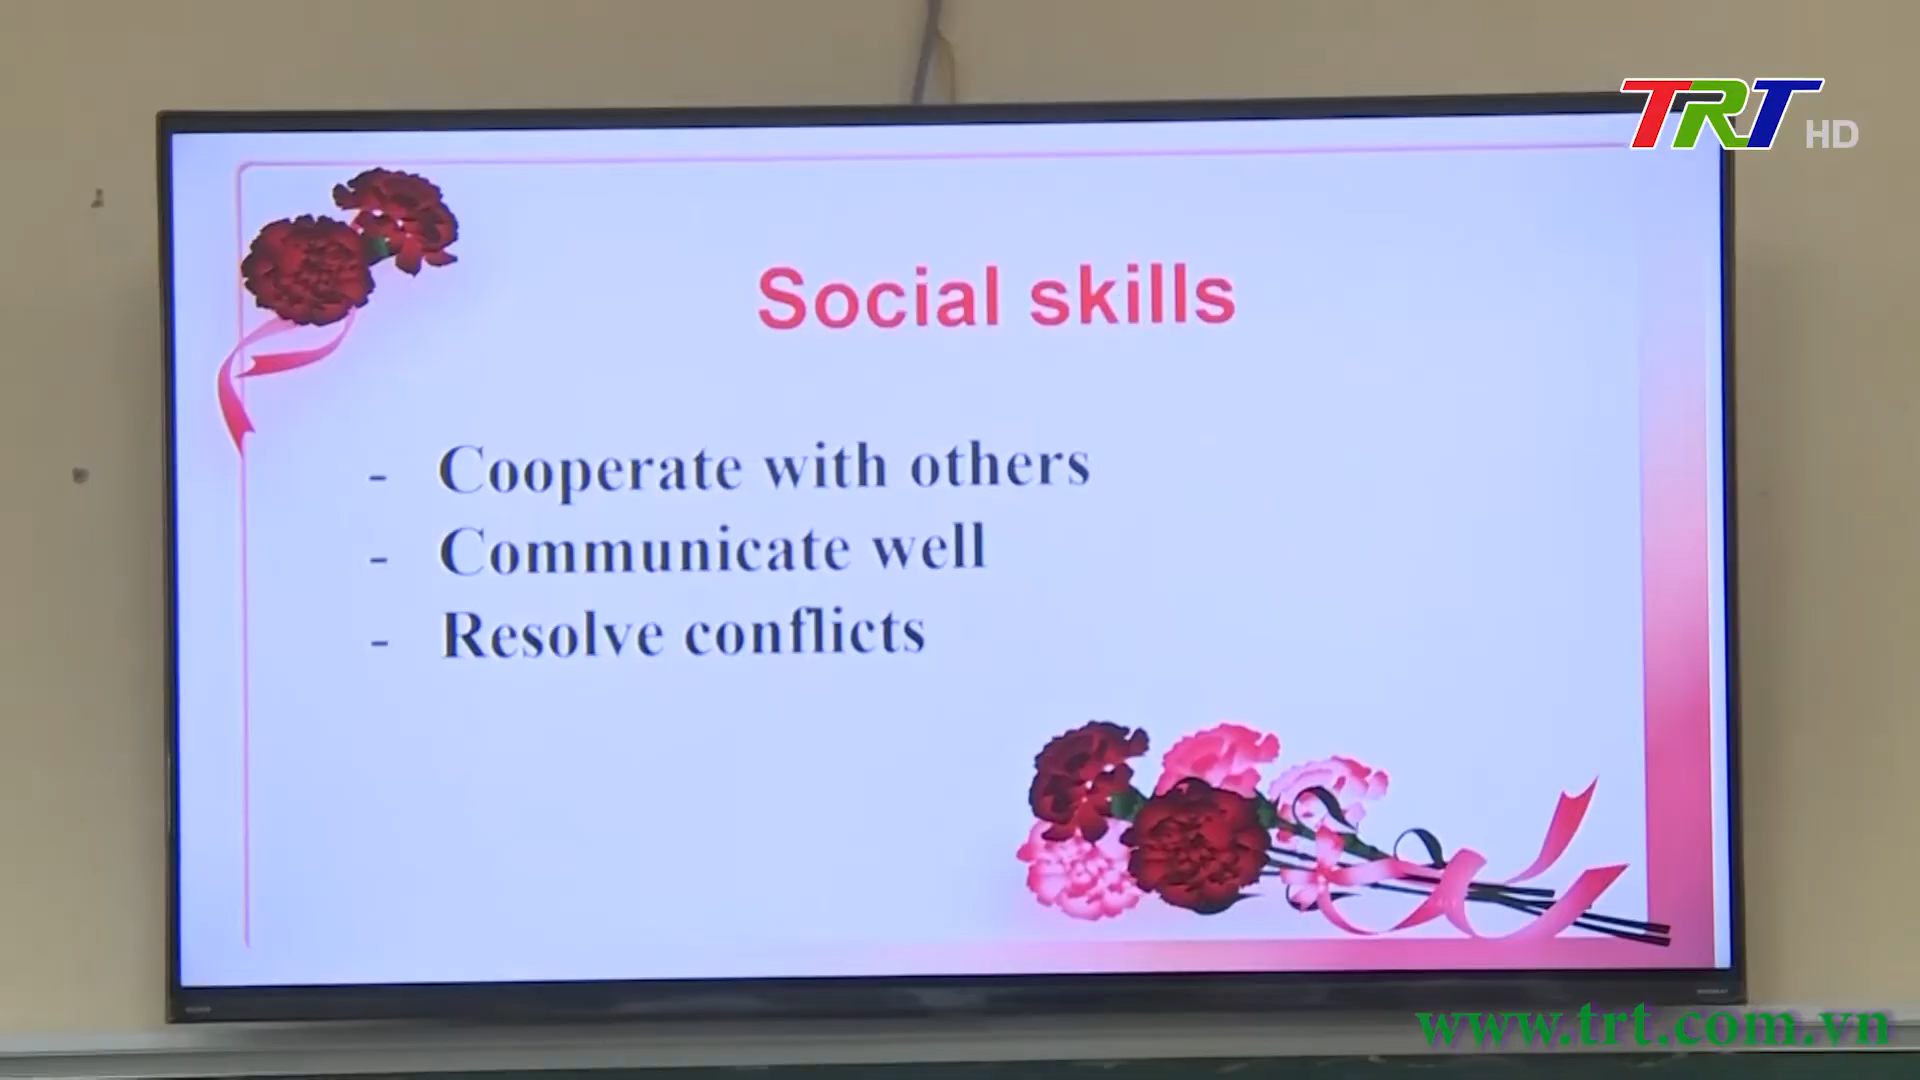 TRT HD
Social skills
- Cooperate with others
- Communicate well
- Resolve conflicts
www.trt.com.vn